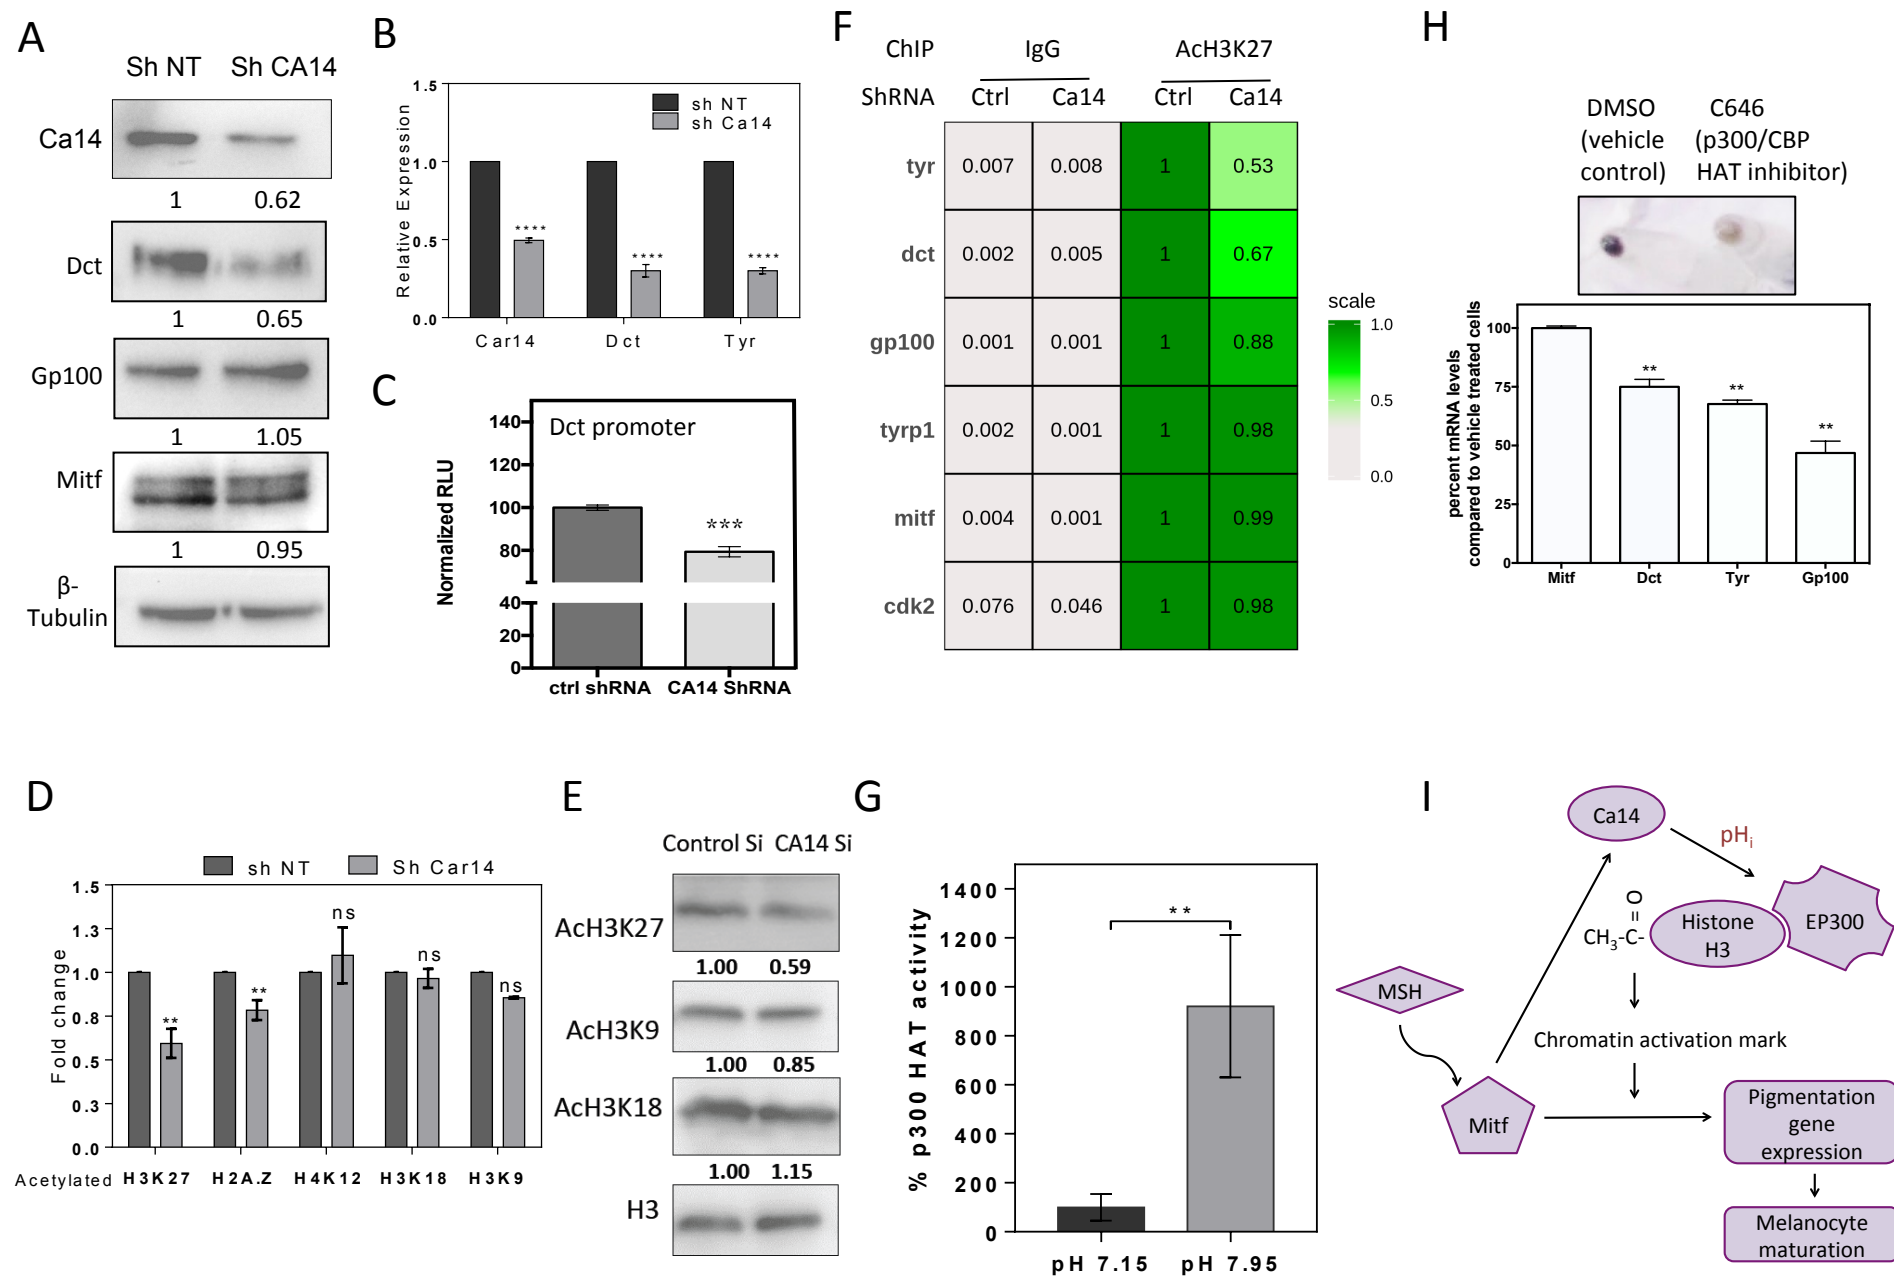 A
Sh NT Sh CA14
Ca14
1 0.62
Dct
1 0.65
Gp100
1 1.05
Mitf
1 0.95
β-
Tubulin
B
Relative Expression
1.5
1.0
0.5
0.0
sh NT
sh Ca14
**** **** ****
Car14 Dct Tyr
C
Dct promoter
Normalized RLU
140
100
80
40
20
0
***
ctrl shRNA CA14 ShRNA
D
sh NT Sh Car14
Fold change
1.5
1.3
1.0
0.8
0.5
0.3
0.0
** ** ns ns ns
Acetylated H3K27 H2A.Z H4K12 H3K18 H3K9
E
Control Si CA14 Si
AcH3K27
1.00 0.59
AcH3K9
1.00 0.85
AcH3K18
1.00 1.15
H3
F
ChIP IgG AcH3K27
ShRNA Ctrl Ca14 Ctrl Ca14
tyr 0.007 0.008 1 0.53
dct 0.002 0.005 1 0.67
gp100 0.001 0.001 1 0.88
tyrp1 0.002 0.001 1 0.98
mitf 0.004 0.001 1 0.99
cdk2 0.076 0.046 1 0.98
scale
1.0
0.5
0.0
G
% p300 HAT activity
1400
1200
1000
800
600
400
200
0
**
pH 7.15 pH 7.95
H
DMSO
(vehicle
control)
C646
(p300/CBP
HAT inhibitor)
percent mRNA levels
compared to vehicle treated cells
100
75
50
25
0
** ** **
Mitf Dct Tyr Gp100
I
Ca14
pHi
O
=
CH3-C-
Histone
H3
EP300
MSH
Chromatin activation mark
Mitf
Pigmentation
gene
expression
Melanocyte
maturation